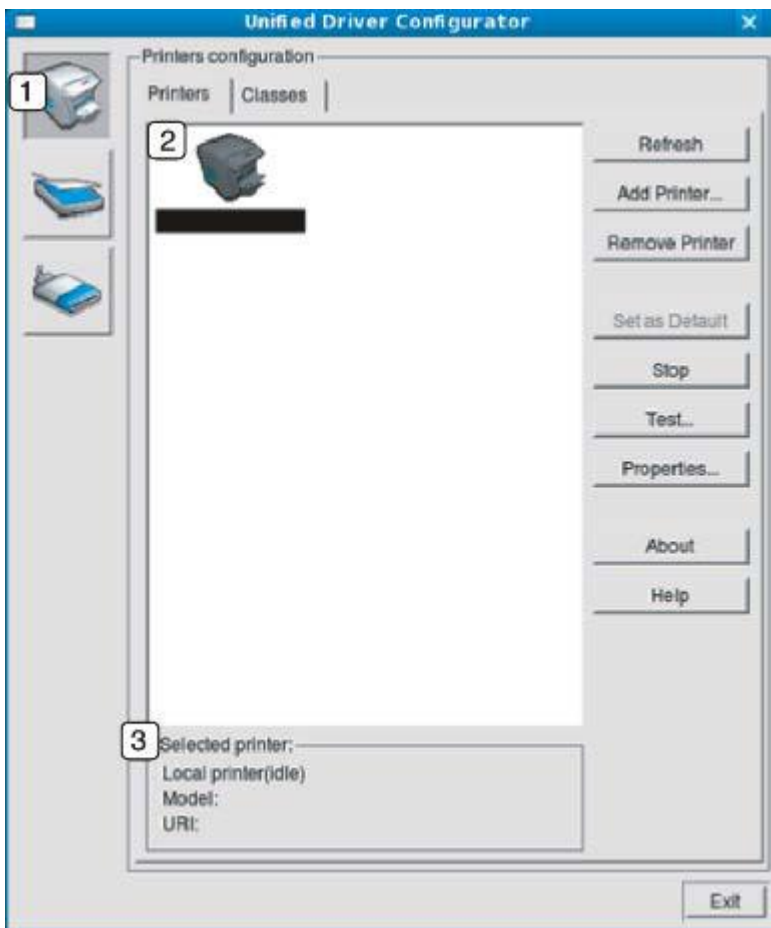 Unified Driver Configurator
Printers configuration
1
Printers
Classes
2
Refresh
Add Printer...
Remove Printer
Set as Default
Stop
Test...
Properties...
About
Help
3
Selected printer:
Local printer(idle)
Model:
URI:
Exit